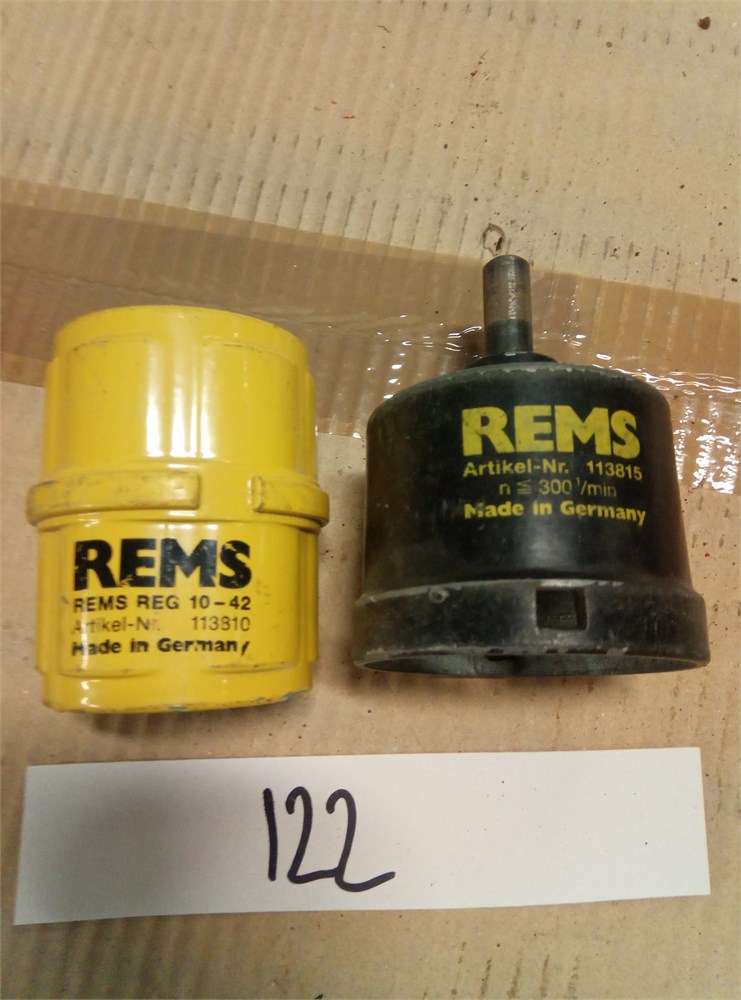 REMS
REMS REG 10-42
Artikel-Nr. 113810
Made in Germany
REMS
Artikel-Nr. 113815
n ≦ 300 1/min
Made in Germany
122